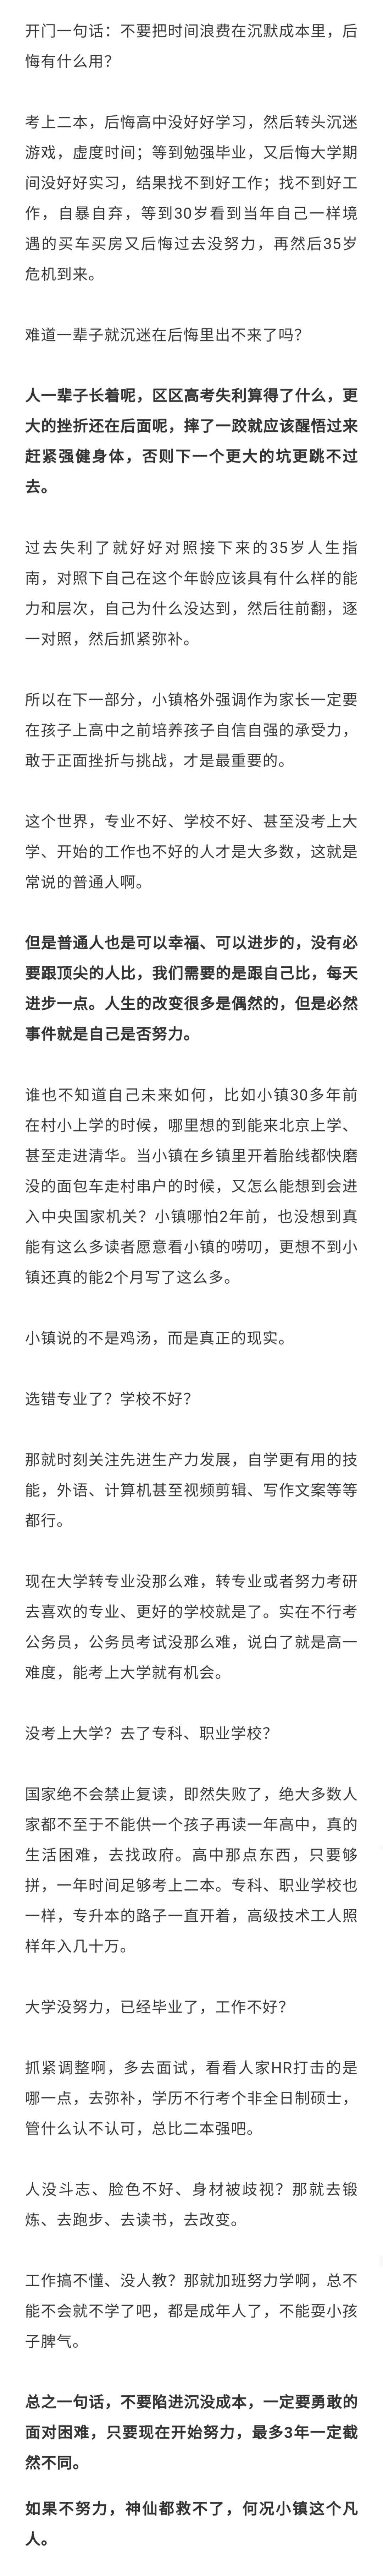 开门一句话：不要把时间浪费在沉默成本里，后
悔有什么用？
考上二本，后悔高中没好好学习，然后转头沉迷
游戏，虚度时间；等到勉强毕业，又后悔大学期
间没好好实习，结果找不到好工作；找不到好工
作，自暴自弃，等到30岁看到当年自己一样境
遇的买车买房又后悔过去没努力，再然后35岁
危机到来。
难道一辈子就沉迷在后悔里出不来了吗？
人一辈子长着呢，区区高考失利算得了什么，更
大的挫折还在后面呢，摔了一跤就应该醒悟过来
赶紧强健身体，否则下一个更大的坑更跳不过
去。
过去失利了就好好对照接下来的35岁人生指
南，对照下自己在这个年龄应该具有什么样的能
力和层次，自己为什么没达到，然后往前翻，逐
一对照，然后抓紧弥补。
所以在下一部分，小镇格外强调作为家长一定要
在孩子上高中之前培养孩子自信自强的承受力，
敢于正面挫折与挑战，才是最重要的。
这个世界，专业不好、学校不好、甚至没考上大
学、开始的工作也不好的人才是大多数，这就是
常说的普通人啊。
但是普通人也是可以幸福、可以进步的，没有必
要跟顶尖的人比，我们需要的是跟自己比，每天
进步一点。人生的改变很多是偶然的，但是必然
事件就是自己是否努力。
谁也不知道自己未来如何，比如小镇30多年前
在村小上学的时候，哪里想的到能来北京上学、
甚至走进清华。当小镇在乡镇里开着胎线都快磨
没的面包车走村串户的时候，又怎么能想到会进
入中央国家机关？小镇哪怕2年前，也没想到真
能有这么多读者愿意看小镇的唠叨，更想不到小
镇还真的能2个月写了这么多。
小镇说的不是鸡汤，而是真正的现实。
选错专业了？学校不好？
那就时刻关注先进生产力发展，自学更有用的技
能，外语、计算机甚至视频剪辑、写作文案等等
都行。
现在大学转专业没那么难，转专业或者努力考研
去喜欢的专业、更好的学校就是了。实在不行考
公务员，公务员考试没那么难，说白了就是高一
难度，能考上大学就有机会。
没考上大学？去了专科、职业学校？
国家绝不会禁止复读，即然失败了，绝大多数人
家都不至于不能供一个孩子再读一年高中，真的
生活困难，去找政府。高中那点东西，只要够
拼，一年时间足够考上二本。专科、职业学校也
一样，专升本的路子一直开着，高级技术工人照
样年入几十万。
大学没努力，已经毕业了，工作不好？
抓紧调整啊，多去面试，看看人家HR打击的是
哪一点，去弥补，学历不行考个非全日制硕士，
管什么认不认可，总比二本强吧。
人没斗志、脸色不好、身材被歧视？那就去锻
炼、去跑步、去读书，去改变。
工作搞不懂、没人教？那就加班努力学啊，总不
能不会就不学了吧，都是成年人了，不能耍小孩
子脾气。
总之一句话，不要陷进沉没成本，一定要勇敢的
面对困难，只要现在开始努力，最多3年一定截
然不同。
如果不努力，神仙都救不了，何况小镇这个凡
人。